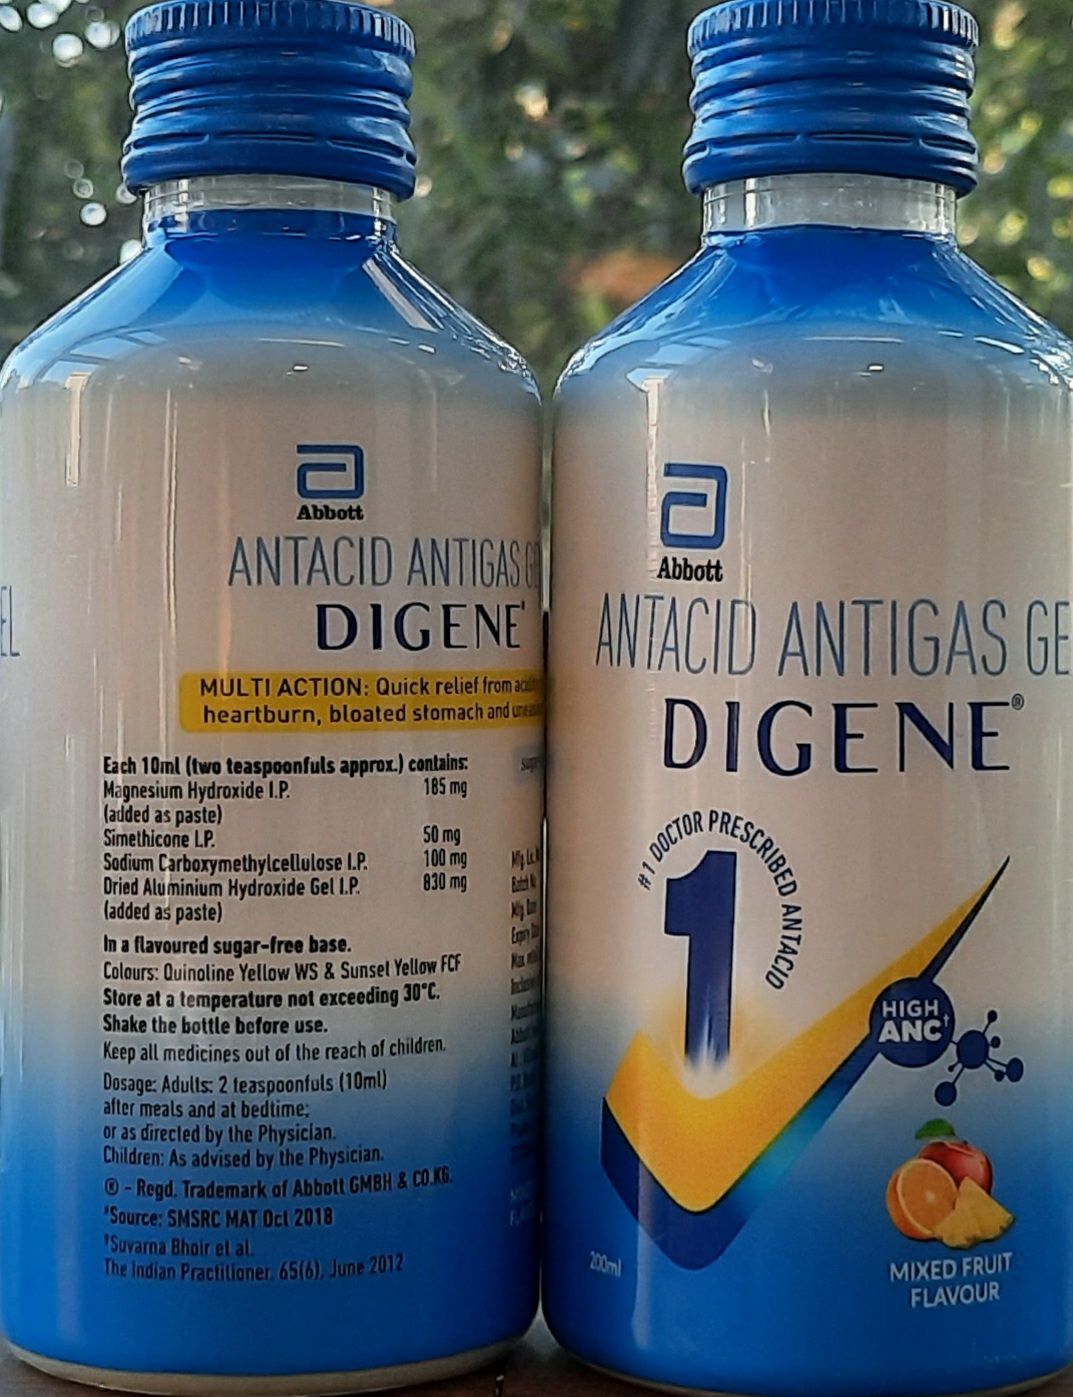 Abbott
ANTACID ANTIGAS
DIGENE
MULTI ACTION: Quick relief from
heartburn, bloated stomach and
Each 10ml (two teaspoonfuls approx.) contains:
Magnesium Hydroxide I.P. 185 mg
(added as paste)
Simethicone I.P. 50 mg
Sodium Carboxymethylcellulose I.P. 100 mg
Dried Aluminium Hydroxide Gel I.P. 830 mg
(added as paste)
In a flavoured sugar-free base.
Colours: Quinoline Yellow WS & Sunset Yellow FCF
Store at a temperature not exceeding 30°C.
Shake the bottle before use.
Keep all medicines out of the reach of children.
Dosage: Adults: 2 teaspoonfuls (10ml)
after meals and at bedtime;
or as directed by the Physician.
Children: As advised by the Physician.
® - Regd. Trademark of Abbott GMBH & CO.KG.
#Source: SMSRC MAT Oct 2018
†Suvarna Bhoir et al.
The Indian Practitioner. 65(6), June 2012
Abbott
ANTACID ANTIGAS GE
DIGENE®
#1 DOCTOR PRESCRIBED ANTACID
1
HIGH
ANC†
200ml
MIXED FRUIT
FLAVOUR